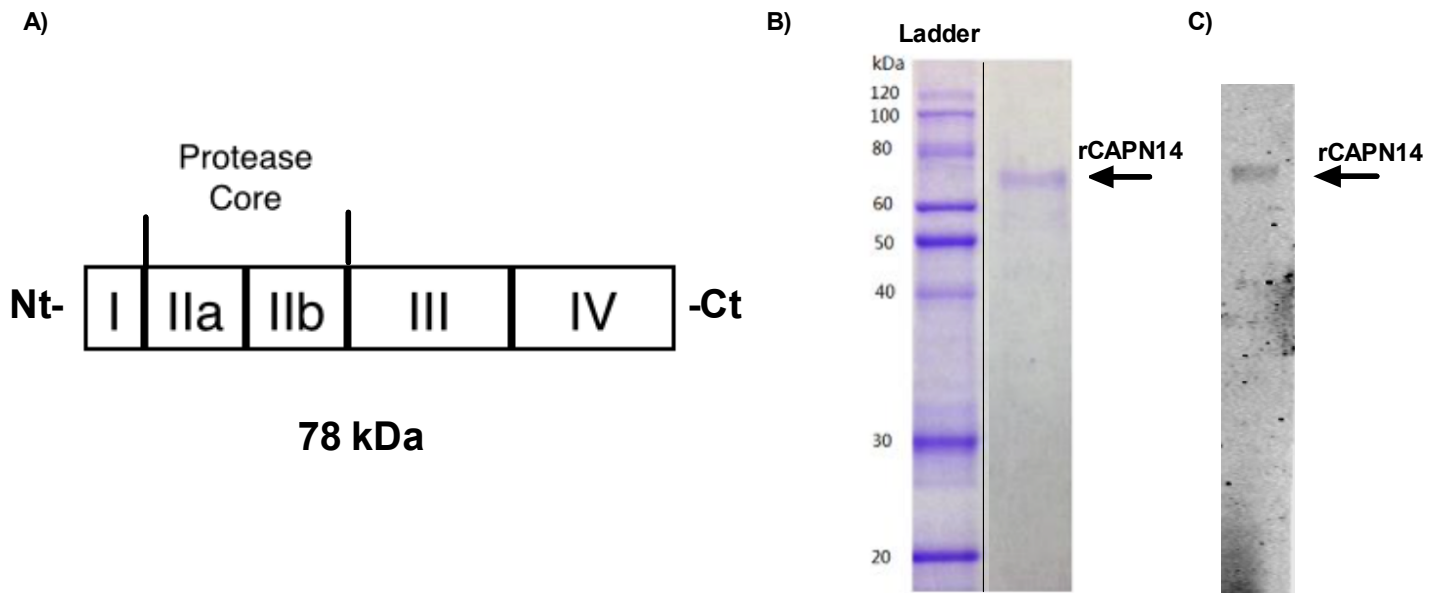 A)
Protease
Core
Nt-
I
IIa
IIb
III
IV
-Ct
78 kDa
B)
Ladder
kDa
120
100
80
60
50
40
30
20
rCAPN14
C)
rCAPN14